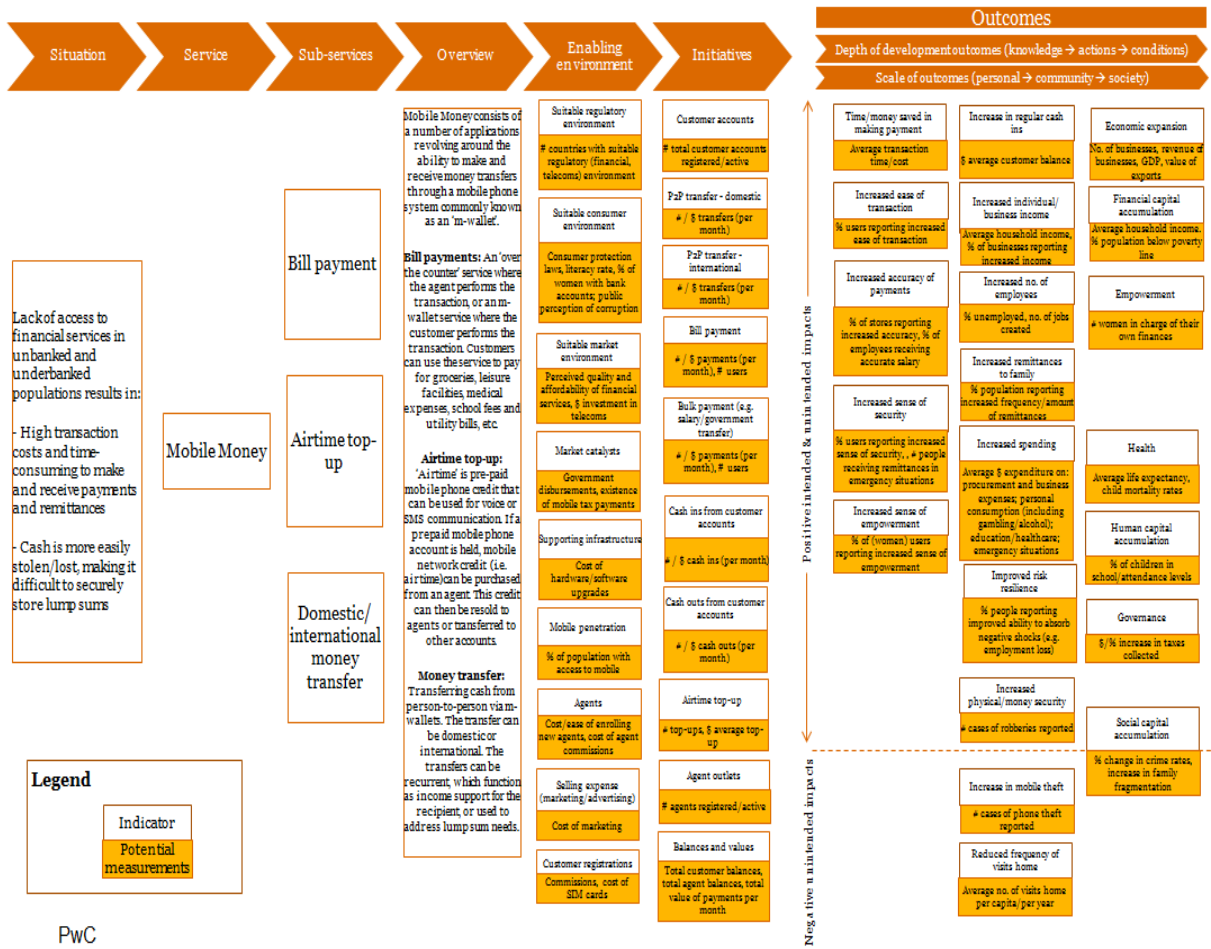 Situation
Service
Sub-services
Overview
Enabling
environment
Initiatives
Outcomes
Depth of development outcomes (knowledge → actions → conditions)
Scale of outcomes (personal → community → society)
Lack of access to
financial services in
unbanked and
underbanked
populations results in:
- High transaction
costs and time-
consuming to make
and receive payments
and remittances
- Cash is more easily
stolen/lost, making it
difficult to securely
store lump sums
Mobile Money
Bill payment
Airtime top-
up
Domestic/
international
money
transfer
Mobile Money consists of
a number of applications
revolving around the
ability to make and
receive money transfers
through a mobile phone
system commonly known
as an 'm-wallet'.
Bill payments: An 'over
the counter' service where
the agent performs the
transaction, or an m-
wallet service where the
customer performs the
transaction. Customers
can use the service to pay
for groceries, leisure
facilities, medical
expenses, school fees and
utility bills, etc.
Airtime top-up:
'Airtime' is pre-paid
mobile phone credit that
can be used for voice or
SMS communication. If a
prepaid mobile phone
account is held, mobile
network credit (i.e.
airtime) can be purchased
from an agent. This credit
can then be resold to
agents or transferred to
other accounts.
Money transfer:
Transferring cash from
person-to-person via m-
wallets. The transfer can
be domestic or
international. The
transfers can be
recurrent, which function
as income support for the
recipient, or used to
address lump sum needs.
Suitable regulatory
environment
# countries with suitable
regulatory (financial,
telecoms) environment
Suitable consumer
environment
Consumer protection
laws, literacy rate, % of
women with bank
accounts; public
perception of corruption
Suitable market
environment
Perceived quality and
affordability of financial
services, $ investment in
telecoms
Market catalysts
Government
disbursements, existence
of mobile tax payments
Supporting infrastructure
Cost of
hardware/software
upgrades
Mobile penetration
% of population with
access to mobile
Agents
Cost/ease of enrolling
new agents, cost of agent
commissions
Selling expense
(marketing/advertising)
Cost of marketing
Customer registrations
Commissions, cost of
SIM cards
Customer accounts
# total customer accounts
registered/active
P2P transfer - domestic
# / $ transfers (per
month)
P2P transfer -
international
# / $ transfers (per
month)
Bill payment
# / $ payments (per
month), # users
Bulk payment (e.g.
salary/government
transfer)
# / $ payments (per
month), # users
Cash ins from customer
accounts
# / $ cash ins (per month)
Cash outs from customer
accounts
# / $ cash outs (per
month)
Airtime top-up
# top-ups, $ average top-
up
Agent outlets
# agents registered/active
Balances and values
Total customer balances,
total agent balances, total
value of payments per
month
Positive intended & unintended impacts
Negative unintended impacts
Time/money saved in
making payment
Average transaction
time/cost
Increased ease of
transaction
% users reporting increased
ease of transaction
Increased accuracy of
payments
% of stores reporting
increased accuracy, % of
employees receiving
accurate salary
Increased sense of
security
% users reporting increased
sense of security, , # people
receiving remittances in
emergency situations
Increased sense of
empowerment
% of (women) users
reporting increased sense of
empowerment
Increase in regular cash
ins
$ average customer balance
Increased individual/
business income
Average household income,
% of businesses reporting
increased income
Increased no. of
employees
% unemployed, no. of jobs
created
Increased remittances
to family
% population reporting
increased frequency/amount
of remittances
Increased spending
Average $ expenditure on:
procurement and business
expenses; personal
consumption (including
gambling/alcohol);
education/healthcare;
emergency situations
Improved risk
resilience
% people reporting
improved ability to absorb
negative shocks (e.g.
employment loss)
Increased
physical/money security
# cases of robberies reported
Increase in mobile theft
# cases of phone theft
reported
Reduced frequency of
visits home
Average no. of visits home
per capita/per year
Economic expansion
No. of businesses, revenue of
businesses, GDP, value of
exports
Financial capital
accumulation
Average household income.
% population below poverty
line
Empowerment
# women in charge of their
own finances
Health
Average life expectancy,
child mortality rates
Human capital
accumulation
% of children in
school/attendance levels
Governance
$/% increase in taxes
collected
Social capital
accumulation
% change in crime rates,
increase in family
fragmentation
Legend
Indicator
Potential
measurements
PwC